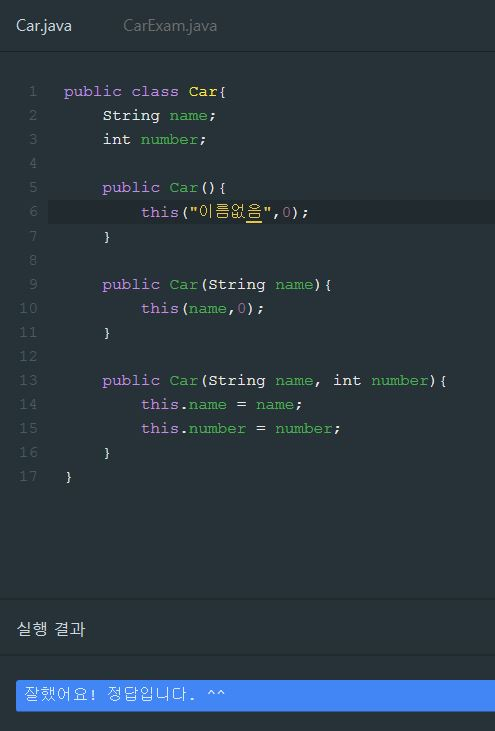 Car.java CarExam.java
1 public class Car{
2 String name;
3 int number;
4
5 public Car(){
6 this("이름없음",0);
7 }
8
9 public Car(String name){
10 this(name,0);
11 }
12
13 public Car(String name, int number){
14 this.name = name;
15 this.number = number;
16 }
17 }
실행 결과
잘했어요! 정답입니다. ^^